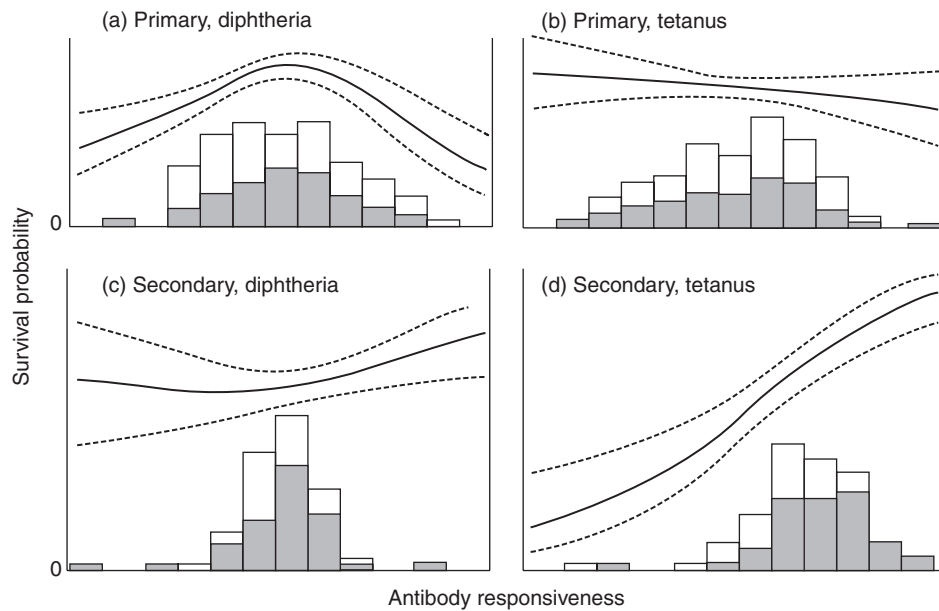 (a) Primary, diphtheria
(b) Primary, tetanus
0
(c) Secondary, diphtheria
(d) Secondary, tetanus
0
Survival probability
Antibody responsiveness